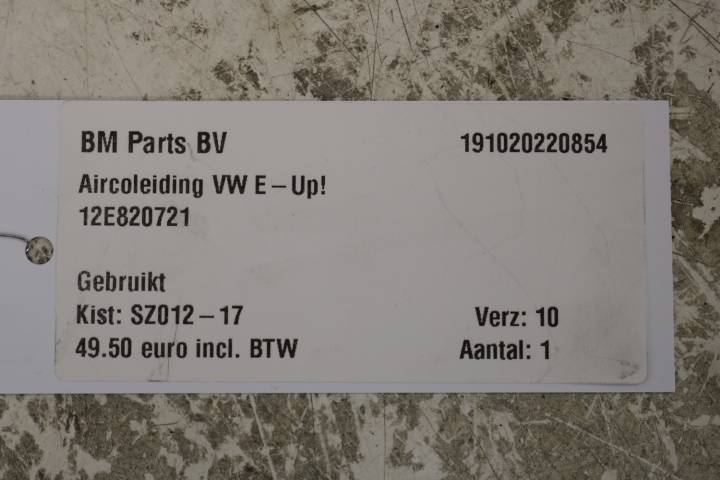 BM Parts BV 191020220854
Aircoleiding VW E-Up!
12E820721
Gebruikt
Kist: SZ012-17 Verz: 10
49.50 euro incl. BTW Aantal: 1